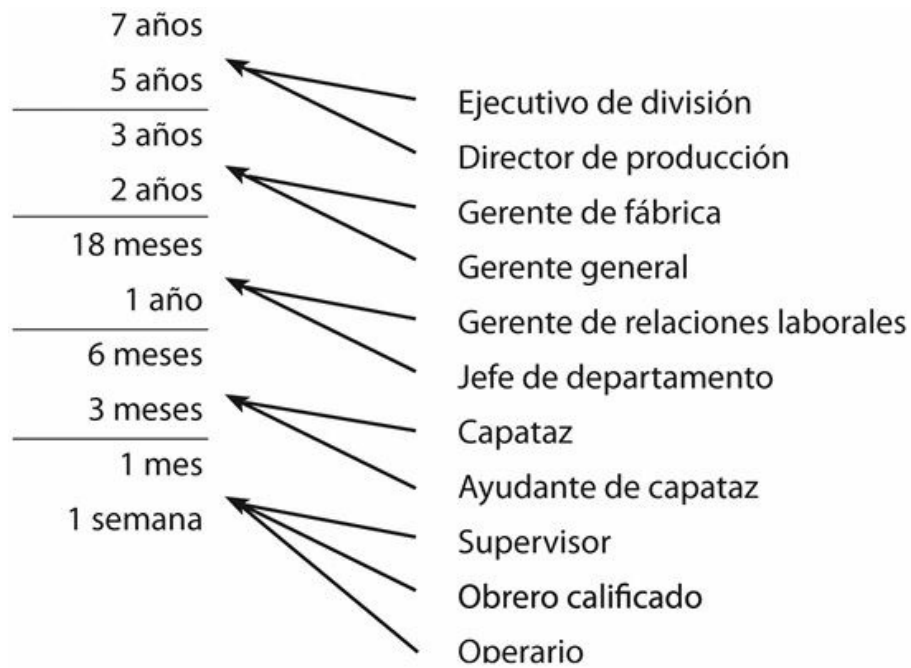 7 años
5 años
3 años
2 años
18 meses
1 año
6 meses
3 meses
1 mes
1 semana
Ejecutivo de división
Director de producción
Gerente de fábrica
Gerente general
Gerente de relaciones laborales
Jefe de departamento
Capataz
Ayudante de capataz
Supervisor
Obrero calificado
Operario